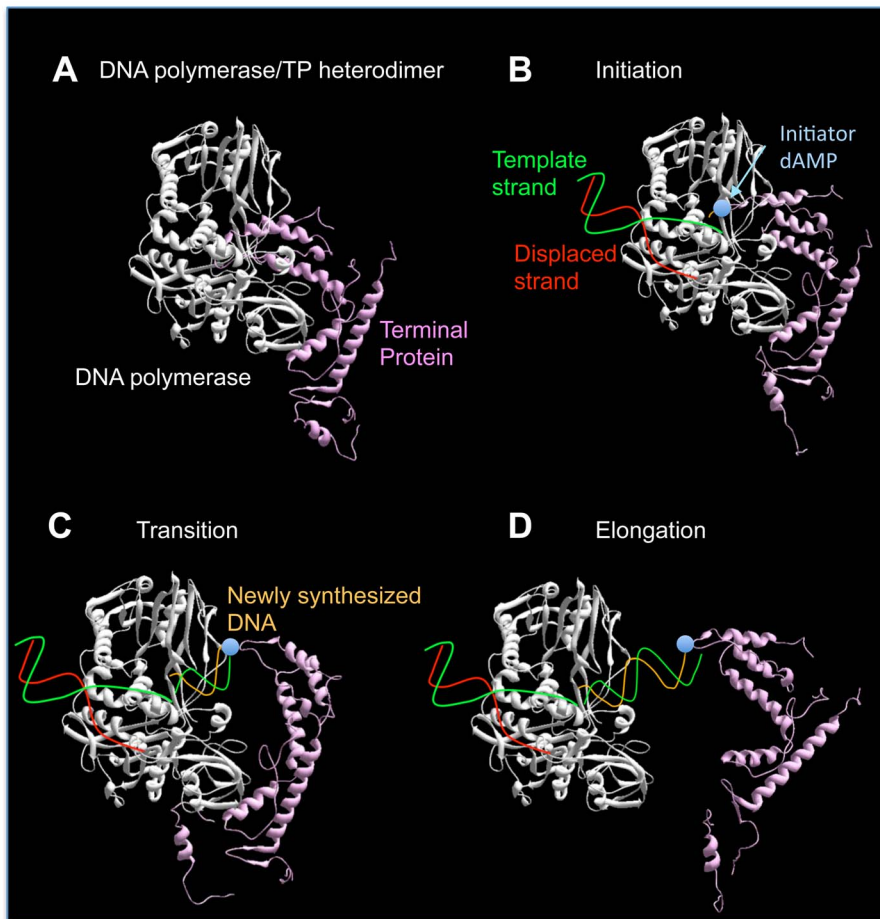 A DNA polymerase/TP heterodimer
B Initiation
Initiator
dAMP
Template
strand
Displaced
strand
Terminal
Protein
DNA polymerase
C Transition
D Elongation
Newly synthesized
DNA